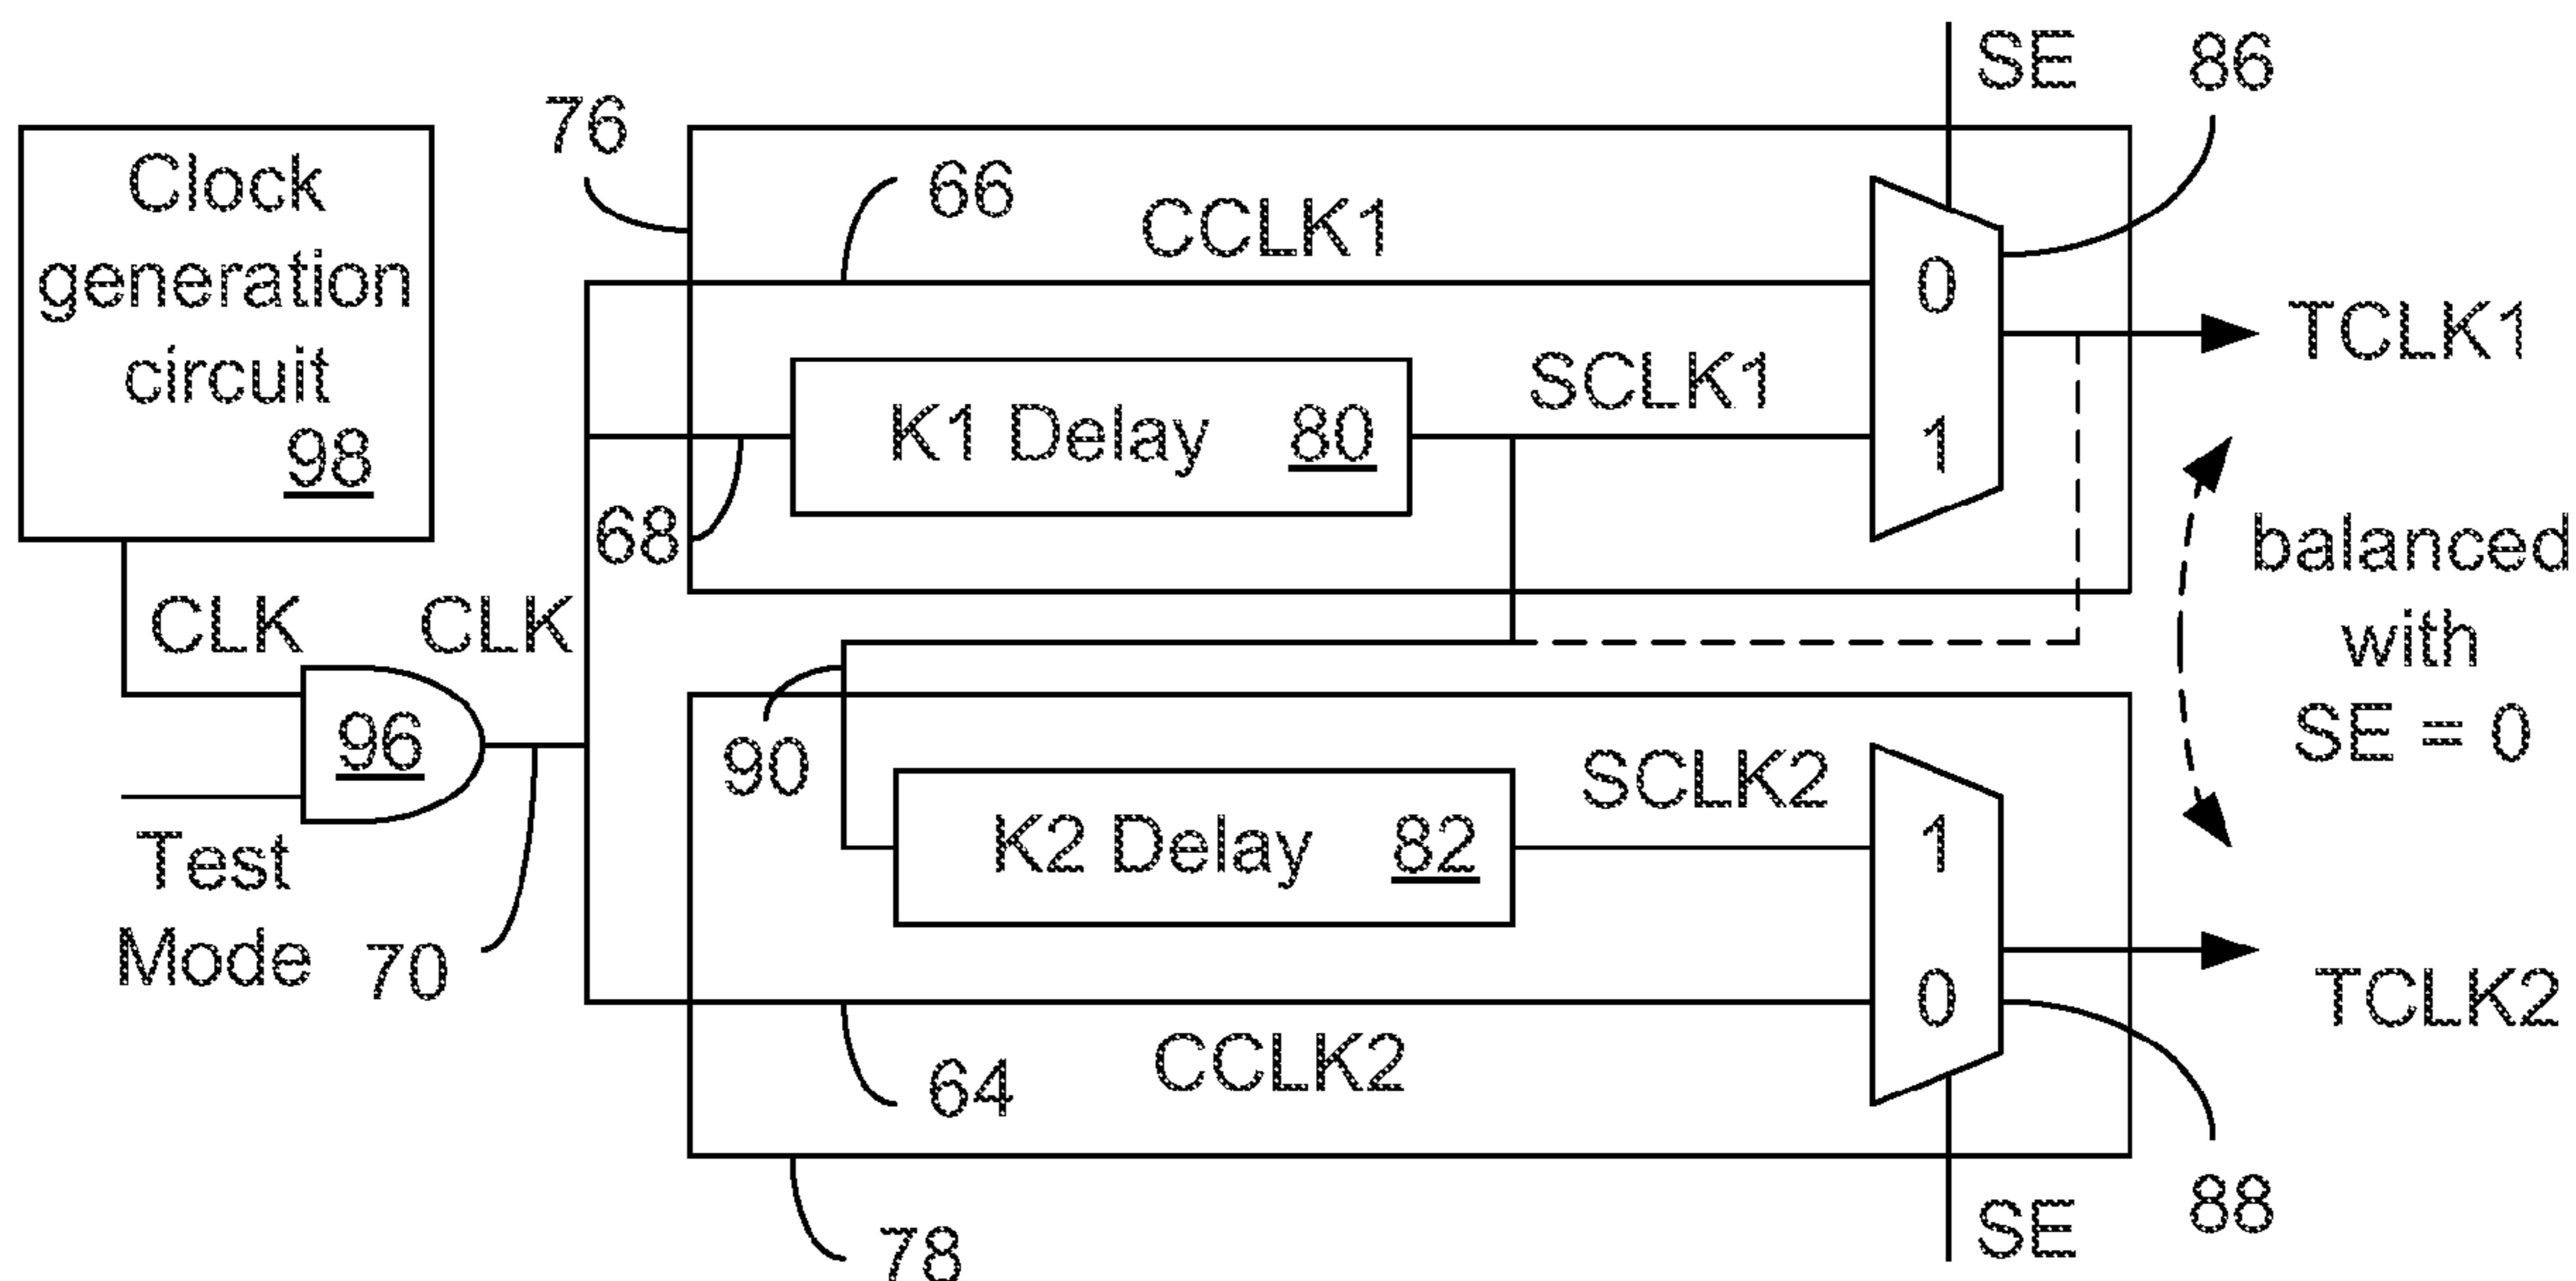 Clock
generation
circuit
98
CLK
CLK
96
Test
Mode
70
76
66
CCLK1
SE
86
0
TCLK1
K1 Delay 80
SCLK1
1
68
balanced
with
SE = 0
90
K2 Delay 82
SCLK2
1
0
TCLK2
CCLK2
64
78
SE
88